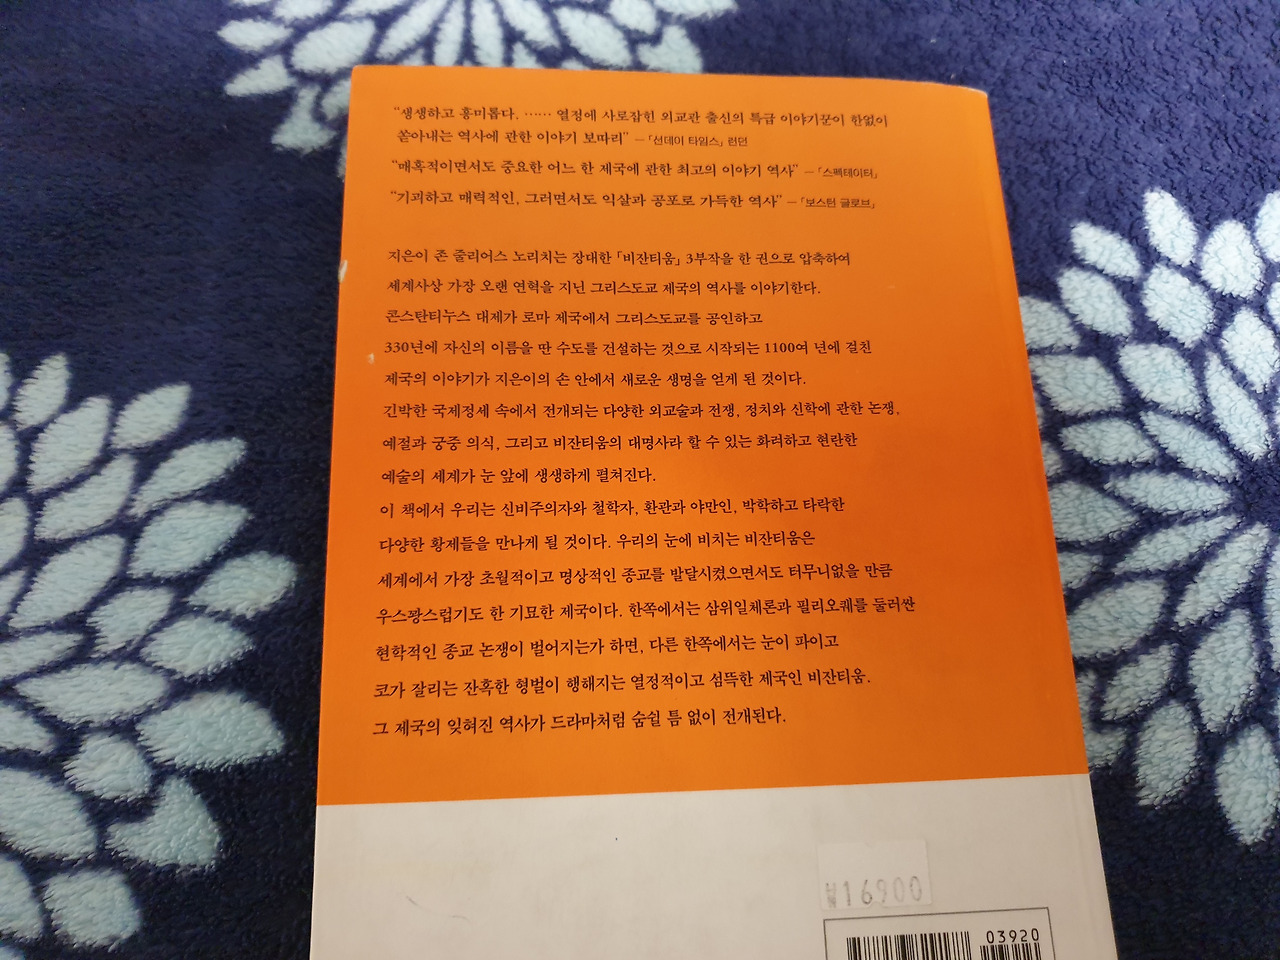 “생생하고 흥미롭다. …… 열정에 사로잡힌 외교관 출신의 특급 이야기꾼이 한없이
쏟아내는 역사에 관한 이야기 보따리” – 「선데이 타임스」 런던
“매혹적이면서도 중요한 어느 한 제국에 관한 최고의 이야기 역사” – 「스펙테이터」
“기괴하고 매력적인, 그러면서도 익살과 공포로 가득한 역사” – 「보스턴 글로브」
지은이 존 줄리어스 노리치는 장대한 「비잔티움」 3부작을 한 권으로 압축하여
세계사상 가장 오랜 연혁을 지닌 그리스도교 제국의 역사를 이야기한다.
콘스탄티누스 대제가 로마 제국에서 그리스도교를 공인하고
330년에 자신의 이름을 딴 수도를 건설하는 것으로 시작되는 1100여 년에 걸친
제국의 이야기가 지은이의 손 안에서 새로운 생명을 얻게 된 것이다.
긴박한 국제정세 속에서 전개되는 다양한 외교술과 전쟁, 정치와 신학에 관한 논쟁,
예절과 궁중 의식, 그리고 비잔티움의 대명사라 할 수 있는 화려하고 현란한
예술의 세계가 눈 앞에 생생하게 펼쳐진다.
이 책에서 우리는 신비주의자와 철학자, 환관과 야만인, 박학하고 타락한
다양한 황제들을 만나게 될 것이다. 우리의 눈에 비치는 비잔티움은
세계에서 가장 초월적이고 명상적인 종교를 발달시켰으면서도 터무니없을 만큼
우스꽝스럽기도 한 기묘한 제국이다. 한쪽에서는 삼위일체론과 필리오퀘를 둘러싼
현학적인 종교 논쟁이 벌어지는가 하면, 다른 한쪽에서는 눈이 파이고
코가 잘리는 잔혹한 형벌이 행해지는 열정적이고 섬뜩한 제국인 비잔티움.
그 제국의 잊혀진 역사가 드라마처럼 숨쉴 틈 없이 전개된다.
₩16900
03920